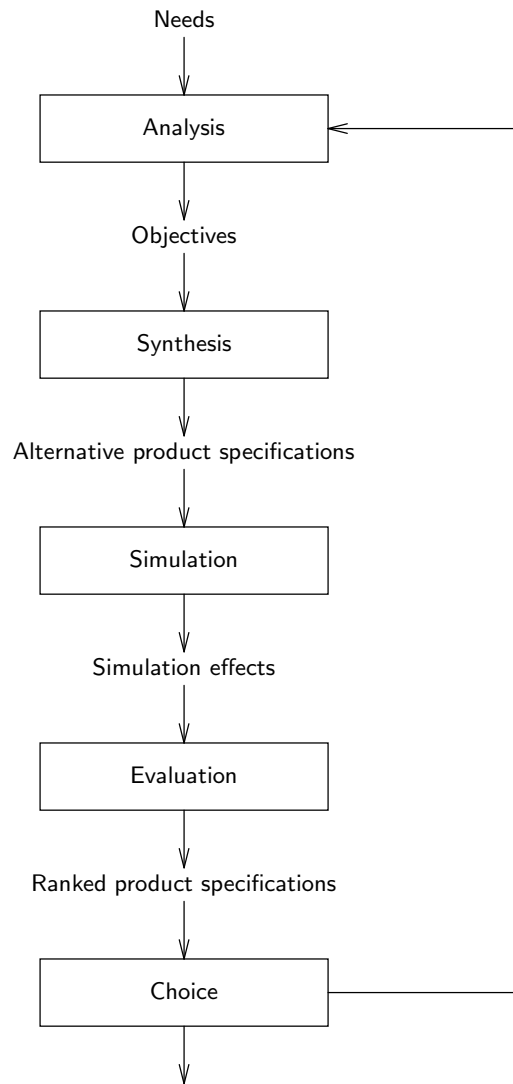 Needs
Analysis
Objectives
Synthesis
Alternative product specifications
Simulation
Simulation effects
Evaluation
Ranked product specifications
Choice